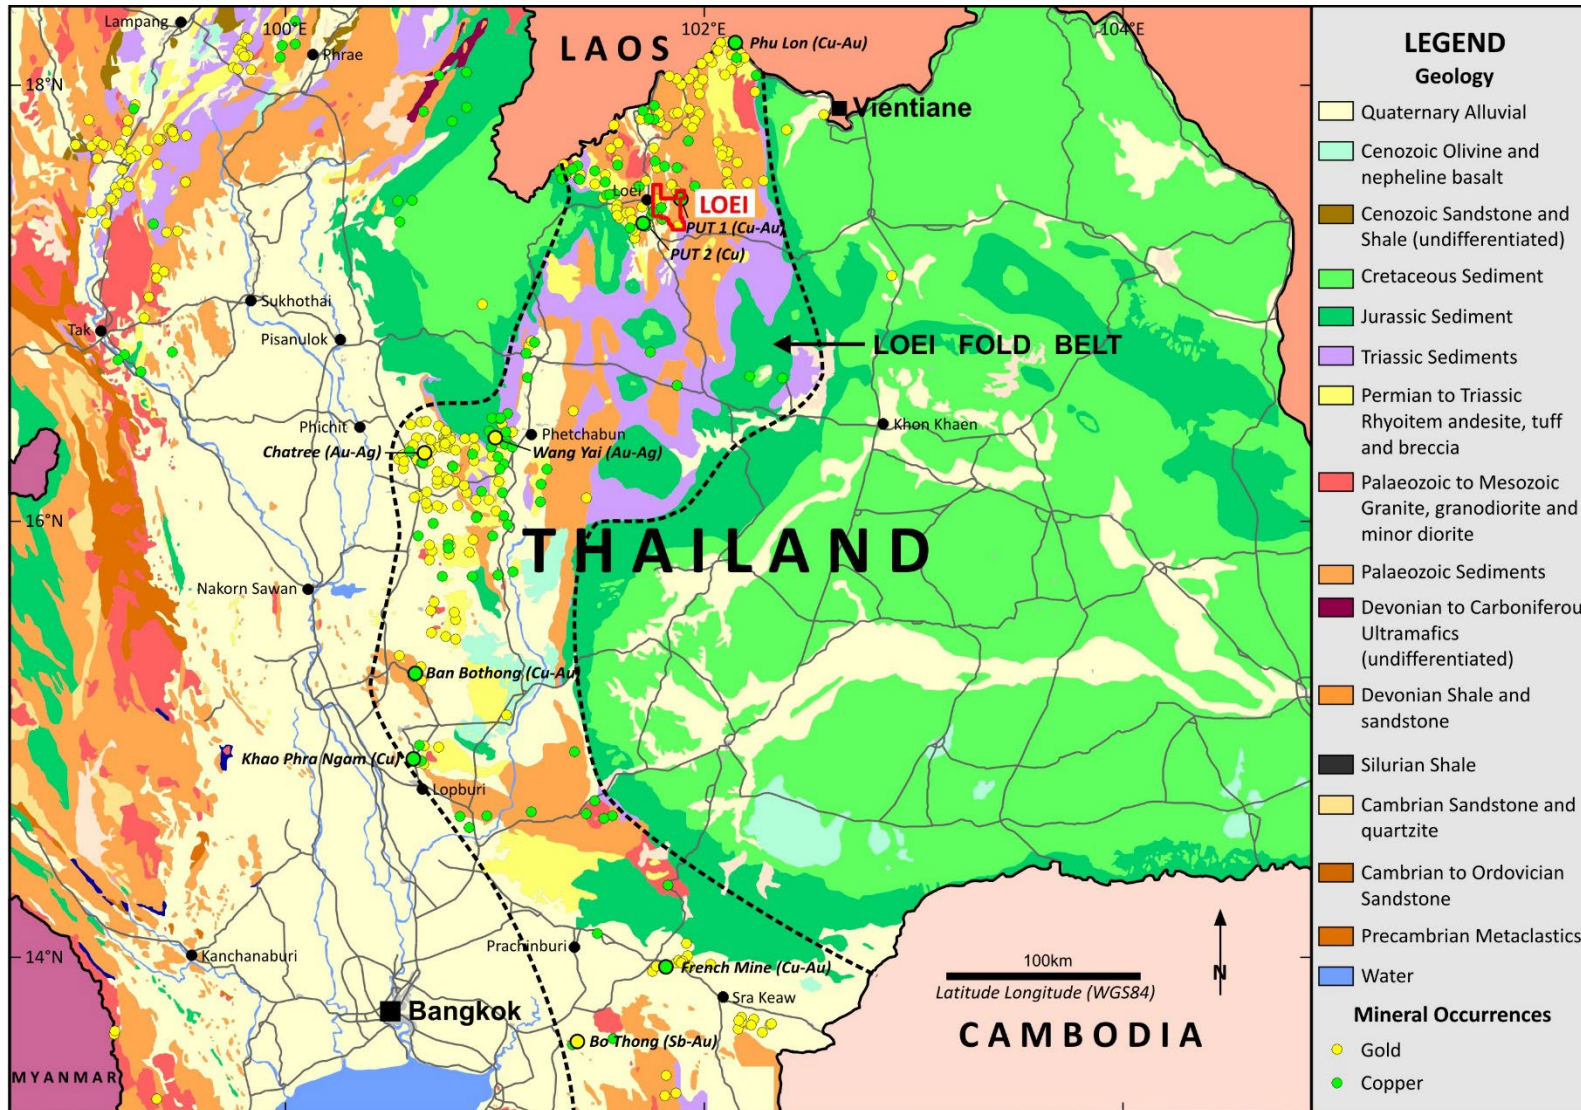 100°E
102°E
104°E
Lampang
Phrae
LAOS
Phu Lon (Cu-Au)
18°N
Vientiane
Loei
LOEI
PUT 1 (Cu-Au)
PUT 2 (Cu)
Sukhothai
Tak
Pisanulok
LOEI FOLD BELT
Phichit
Phetchabun
Khon Khaen
Chatree (Au-Ag)
Wang Yai (Au-Ag)
16°N
THAILAND
Nakorn Sawan
Ban Bothong (Cu-Au)
Khao Phra Ngam (Cu)
Lopburi
14°N
Kanchanaburi
Prachinburi
French Mine (Cu-Au)
Sra Keaw
Bangkok
Bo Thong (Sb-Au)
100km
Latitude Longitude (WGS84)
N
CAMBODIA
MYANMAR
LEGEND
Geology
Quaternary Alluvial
Cenozoic Olivine and
nepheline basalt
Cenozoic Sandstone and
Shale (undifferentiated)
Cretaceous Sediment
Jurassic Sediment
Triassic Sediments
Permian to Triassic
Rhyoitem andesite, tuff
and breccia
Palaeozoic to Mesozoic
Granite, granodiorite and
minor diorite
Palaeozoic Sediments
Devonian to Carboniferou
Ultramafics
(undifferentiated)
Devonian Shale and
sandstone
Silurian Shale
Cambrian Sandstone and
quartzite
Cambrian to Ordovician
Sandstone
Precambrian Metaclastics
Water
Mineral Occurrences
Gold
Copper